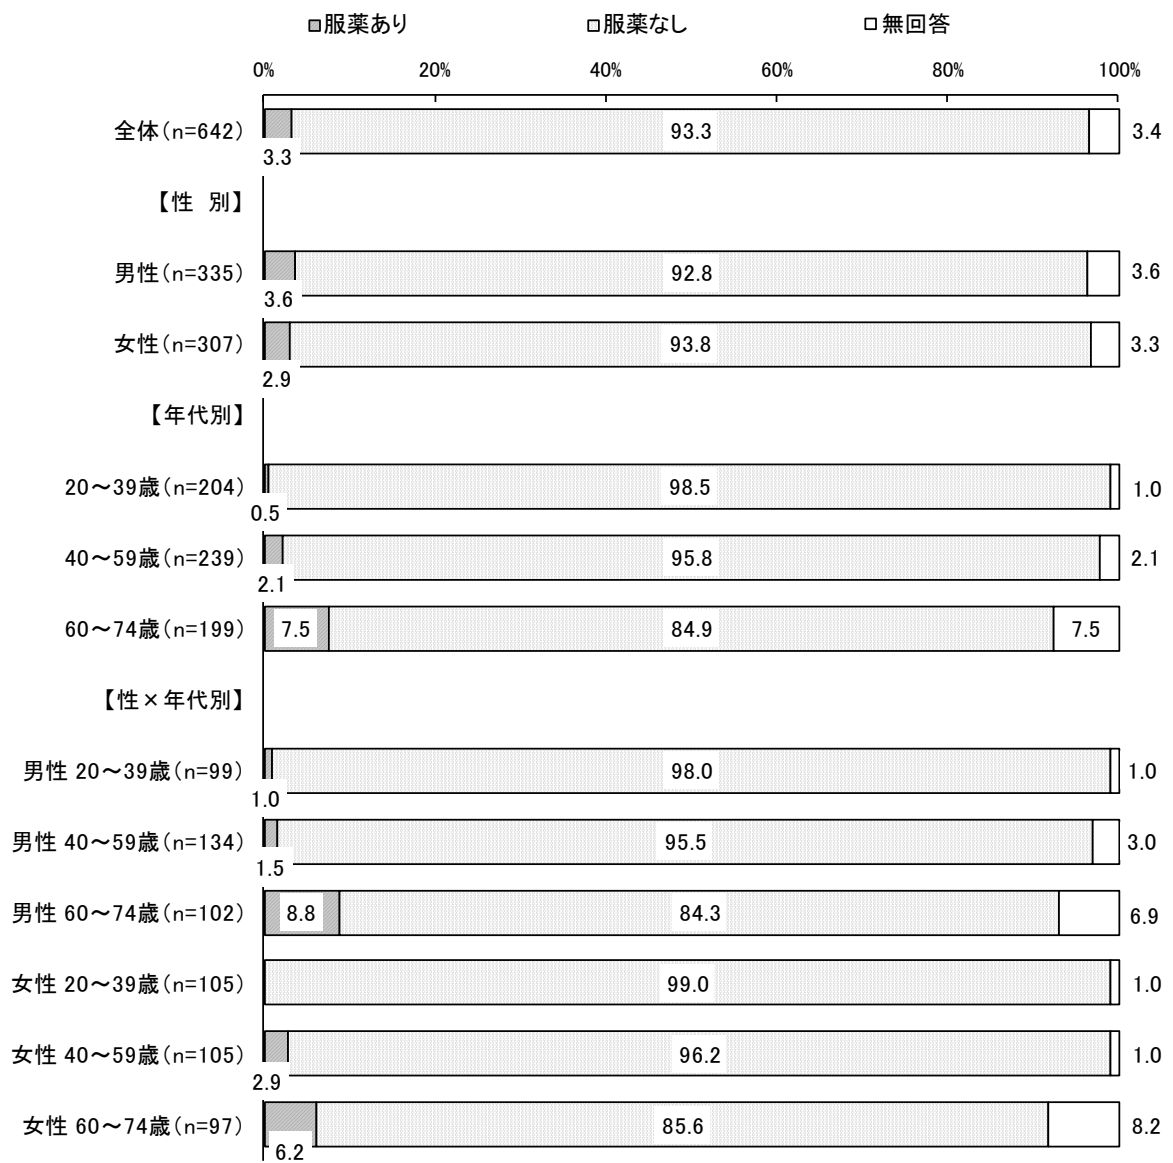 服薬あり 服薬なし 無回答
0% 20% 40% 60% 80% 100%
全体(n=642) 3.3 93.3 3.4
【性 別】
男性(n=335) 3.6 92.8 3.6
女性(n=307) 2.9 93.8 3.3
【年代別】
20～39歳(n=204) 0.5 98.5 1.0
40～59歳(n=239) 2.1 95.8 2.1
60～74歳(n=199) 7.5 84.9 7.5
【性×年代別】
男性 20～39歳(n=99) 1.0 98.0 1.0
男性 40～59歳(n=134) 1.5 95.5 3.0
男性 60～74歳(n=102) 8.8 84.3 6.9
女性 20～39歳(n=105) 99.0 1.0
女性 40～59歳(n=105) 2.9 96.2 1.0
女性 60～74歳(n=97) 6.2 85.6 8.2